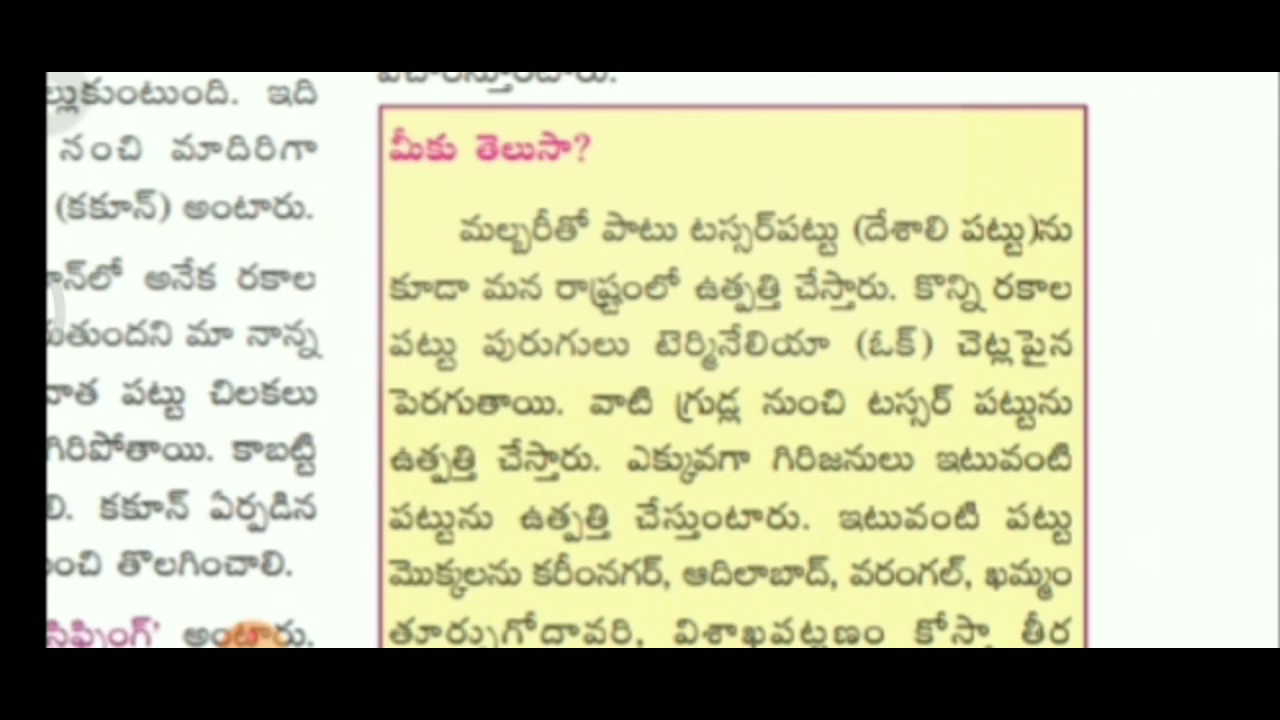 ల్లుకుంటుంది. ఇది
నంచి మాదిరిగా
(కకూన్) అంటారు.
న్‌లో అనేక రకాల
తుందని మా నాన్న
పట్టు చిలకలు
గిరిపోతాయి. కాబట్టి
లి. కకూన్ ఏర్పడిన
తొలగించాలి.
అంటారు.
మీకు తెలుసా?
మల్బరీతో పాటు టస్సర్‌పట్టు (దేశాలి పట్టు)ను
కూడా మన రాష్ట్రంలో ఉత్పత్తి చేస్తారు. కొన్ని రకాల
పట్టు పురుగులు టెర్మినేలియా (ఓక్) చెట్లపైన
పెరగుతాయి. వాటి గ్రుడ్ల నుంచి టస్సర్ పట్టును
ఉత్పత్తి చేస్తారు. ఎక్కువగా గిరిజనులు ఇటువంటి
పట్టును ఉత్పత్తి చేస్తుంటారు. ఇటువంటి పట్టు
మొక్కలను కరీంనగర్, ఆదిలాబాద్, వరంగల్, ఖమ్మం
తూర్పుగోదావరి, విశాఖపట్టణం కోస్తా తీర